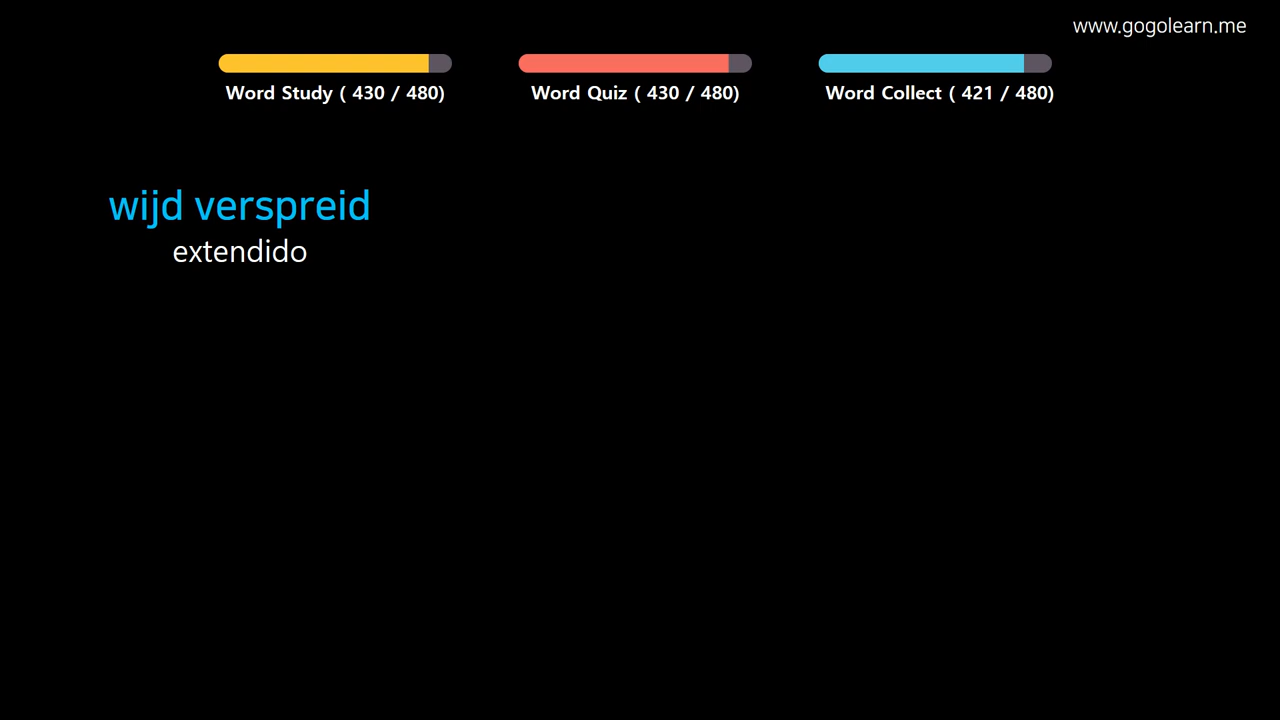 www.gogolearn.me
Word Study ( 430 / 480)
Word Quiz ( 430 / 480)
Word Collect ( 421 / 480)
wijd verspreid
extendido